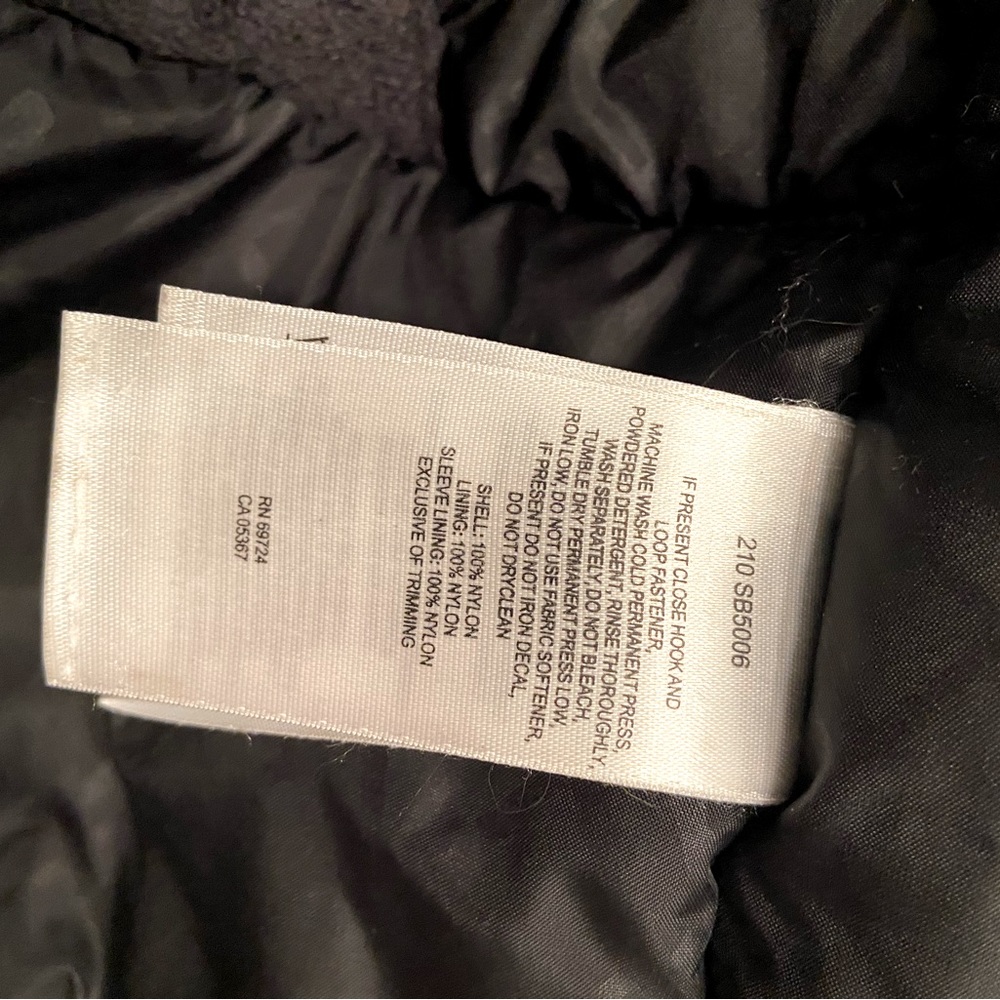 210 SB5006
IF PRESENT CLOSE HOOK AND
LOOP FASTENER,
MACHINE WASH COLD PERMANENT PRESS,
POWDERED DETERGENT, RINSE THOROUGHLY,
WASH SEPARATELY, DO NOT BLEACH,
TUMBLE DRY PERMANENT PRESS LOW,
IRON LOW, DO NOT USE FABRIC SOFTENER,
IF PRESENT DO NOT IRON DECAL,
DO NOT DRYCLEAN
SHELL: 100% NYLON
LINING: 100% NYLON
SLEEVE LINING: 100% NYLON
EXCLUSIVE OF TRIMMING
RN 69724
CA 05367